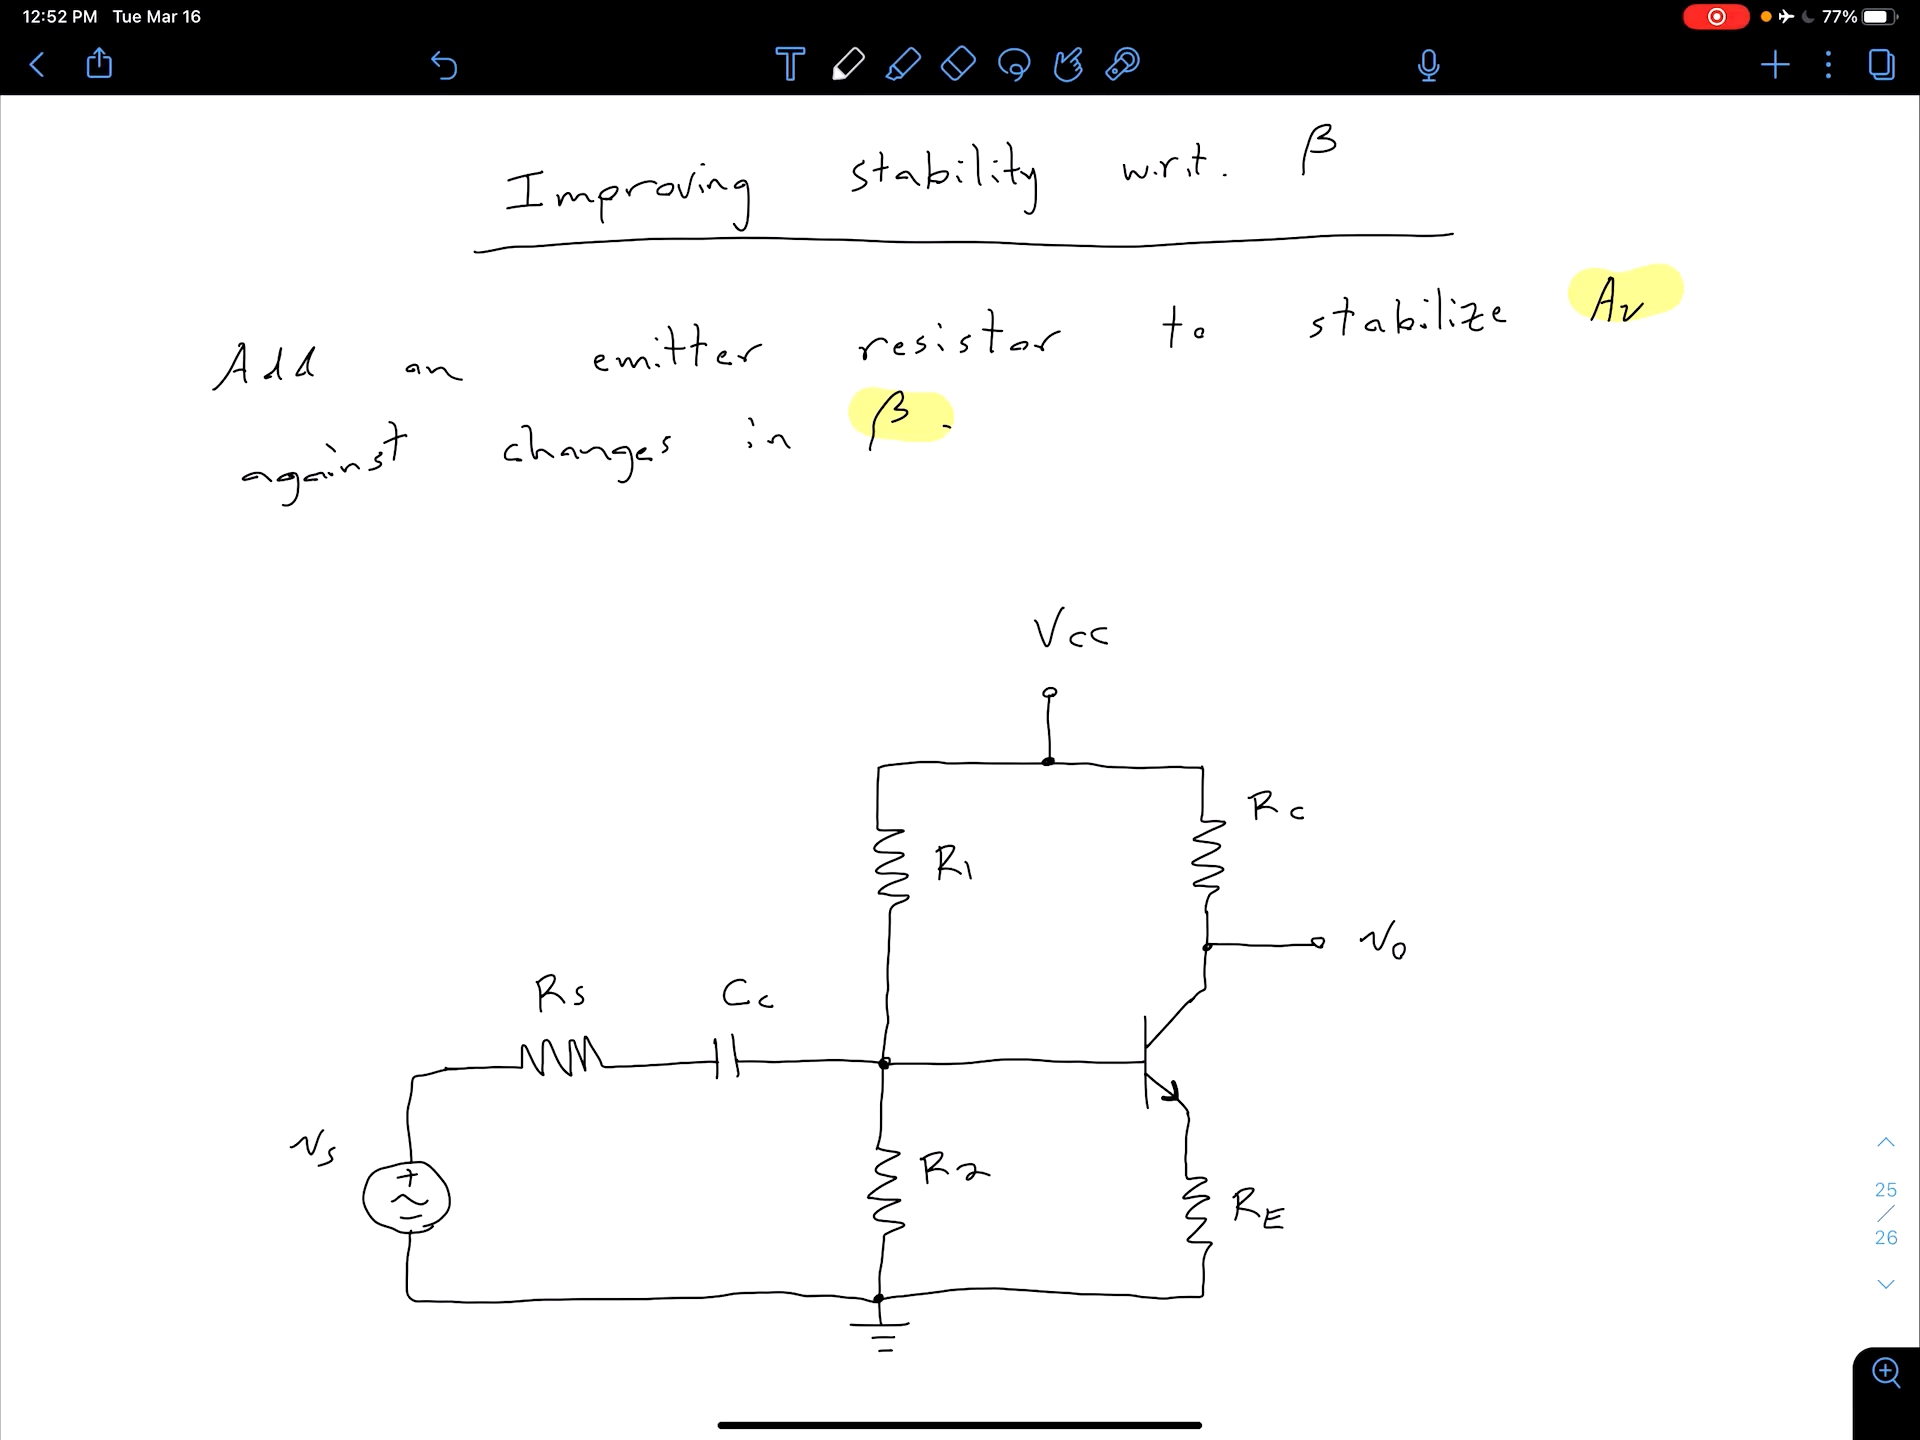 12:52 PM Tue Mar 16
77%
T
Improving stability w.r.t. β
Add an emitter resistor to stabilize Av
against changes in β.
Vcc
Rc
R1
vo
Rs
Cc
vs
R2
RE
25
/
26